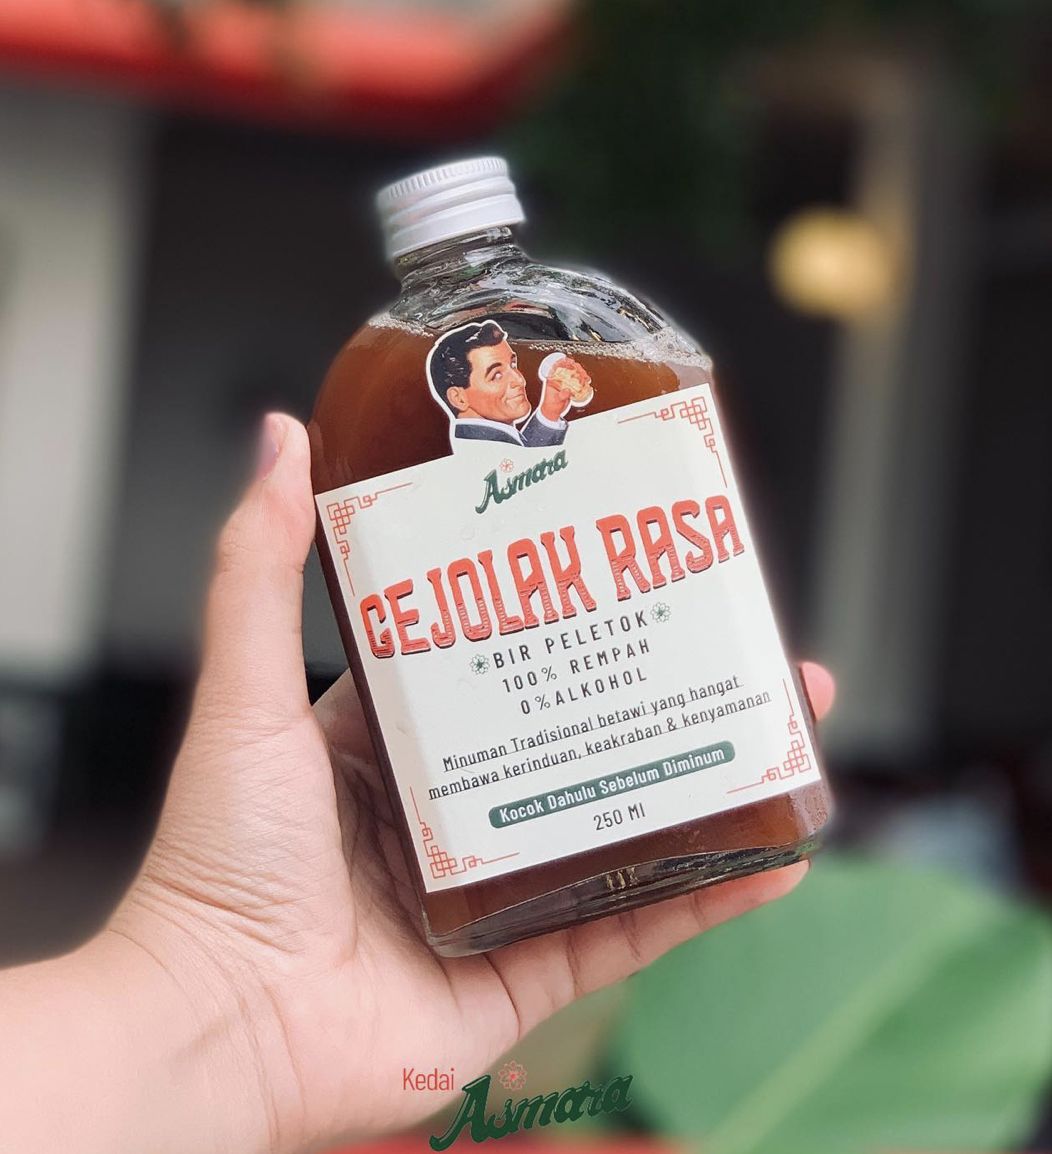 Asmara
GEJOLAK RASA
BIR PELETOK
100% REMPAH
0%ALKOHOL
Minuman Tradisional betawi yang hangat
membawa kerinduan, keakraban & kenyamanan
Kocok Dahulu Sebelum Diminum
250 Ml
Kedai
Asmara